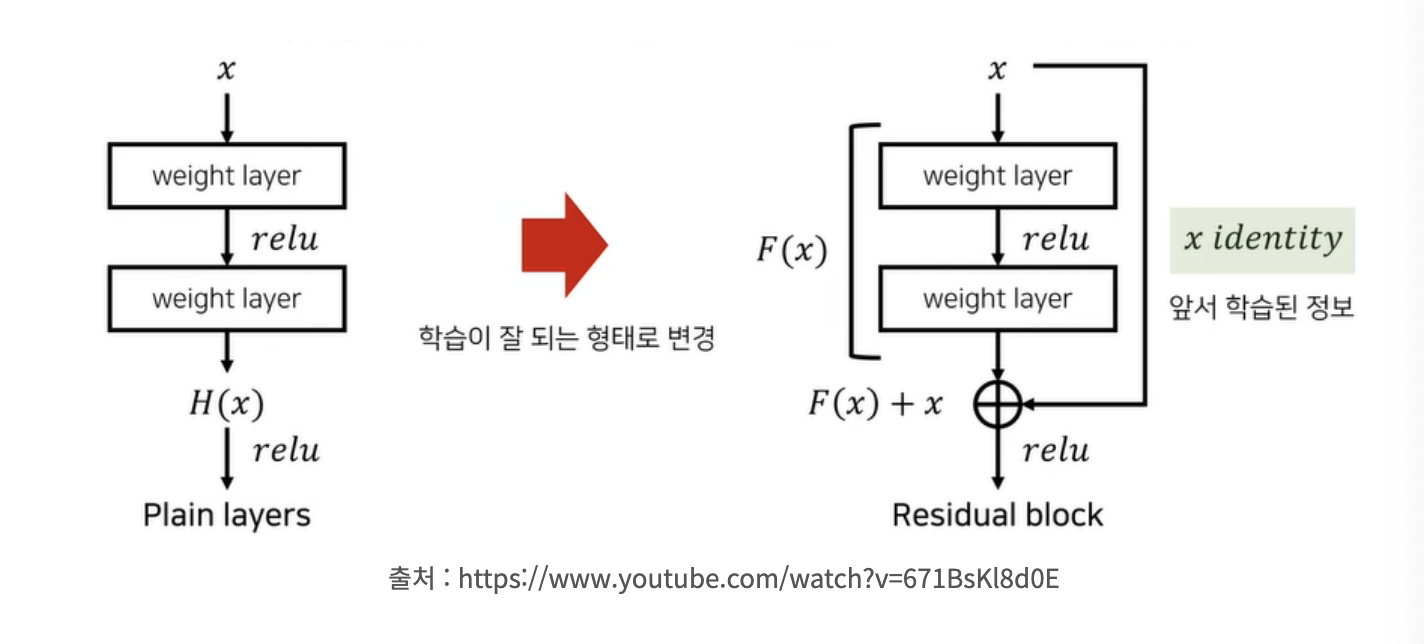 x
weight layer
relu
weight layer
H(x)
relu
Plain layers
학습이 잘 되는 형태로 변경
x
weight layer
F(x)
relu
weight layer
F(x) + x
relu
Residual block
x identity
앞서 학습된 정보
출처 : https://www.youtube.com/watch?v=671BsKl8d0E